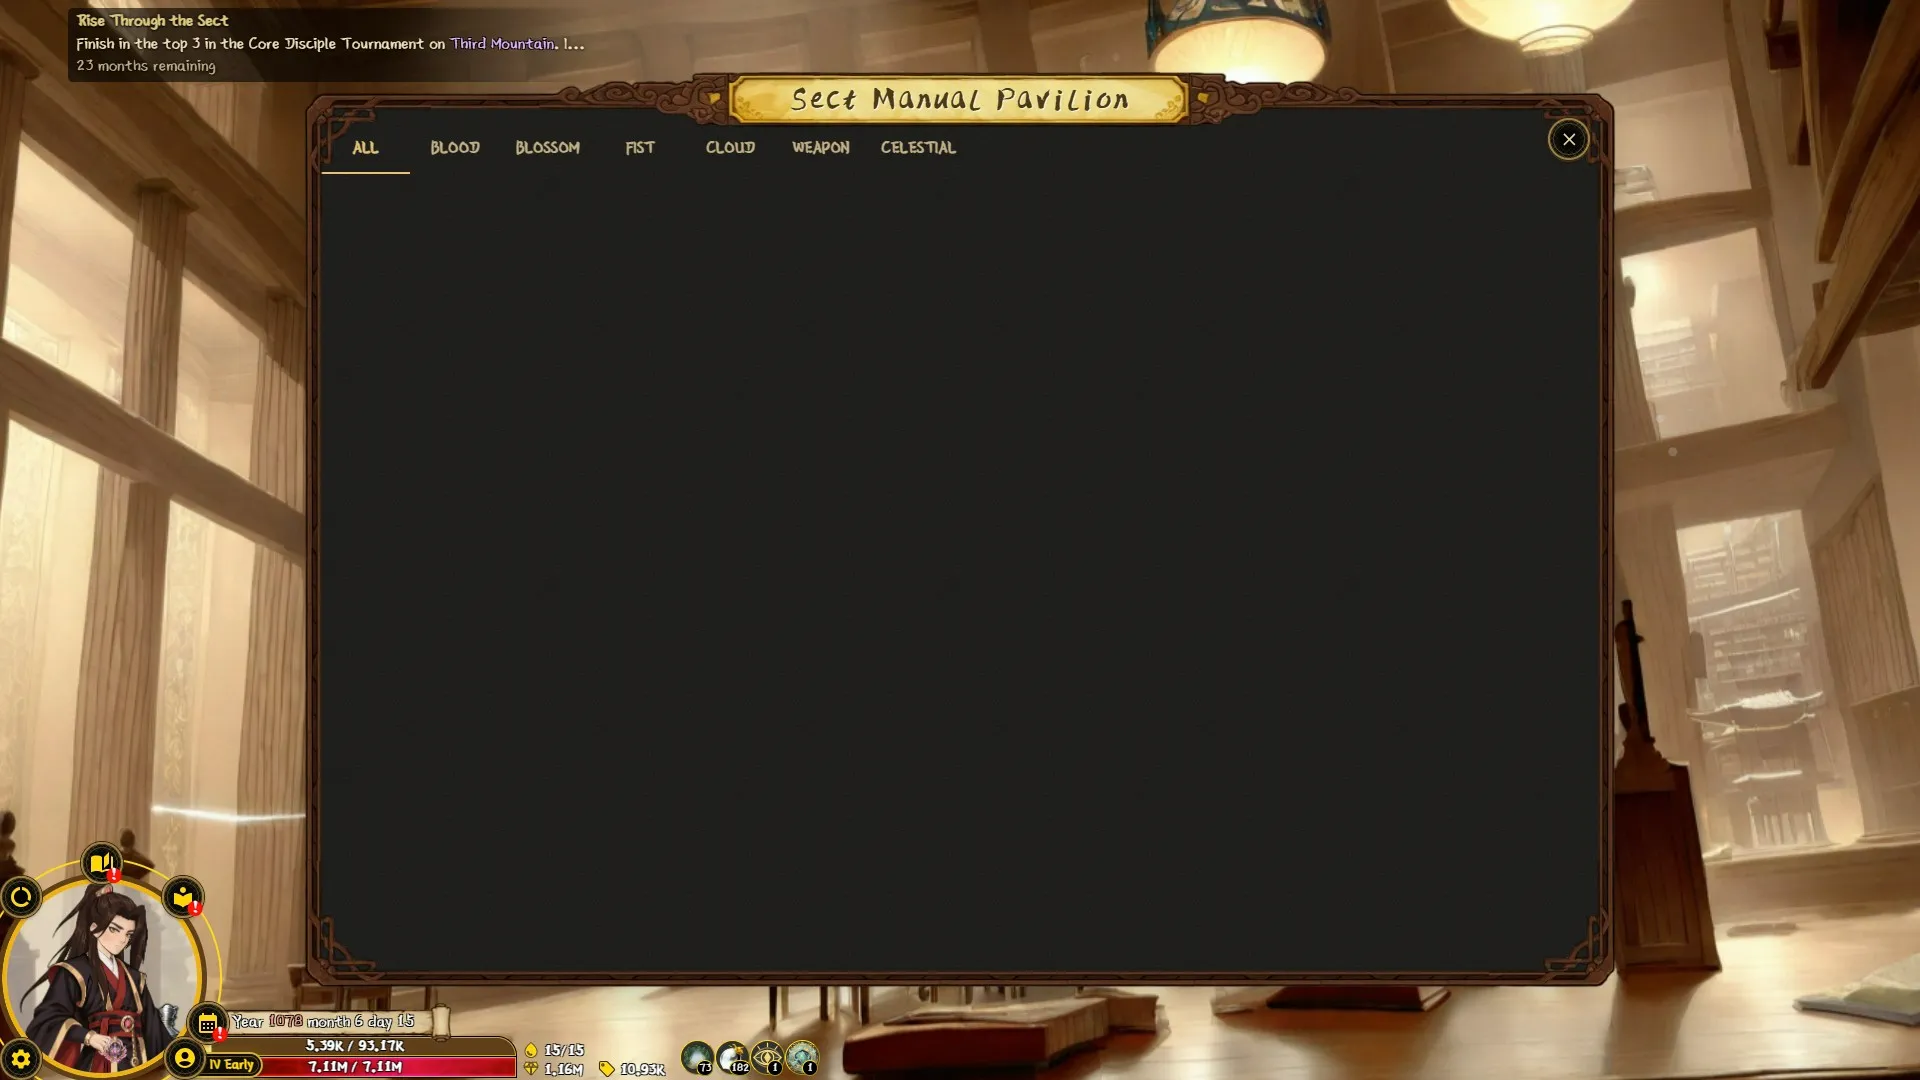 Rise Through the Sect
Finish in the top 3 in the Core Disciple Tournament on Third Mountain. I...
23 months remaining
Sect Manual Pavilion
ALL BLOOD BLOSSOM FIST CLOUD WEAPON CELESTIAL
Year 1078 month 6 day 15
5.39K / 93.17K
IV Early
7.11M / 7.11M
15/15
1.16M
10.93K
73
182
1
1